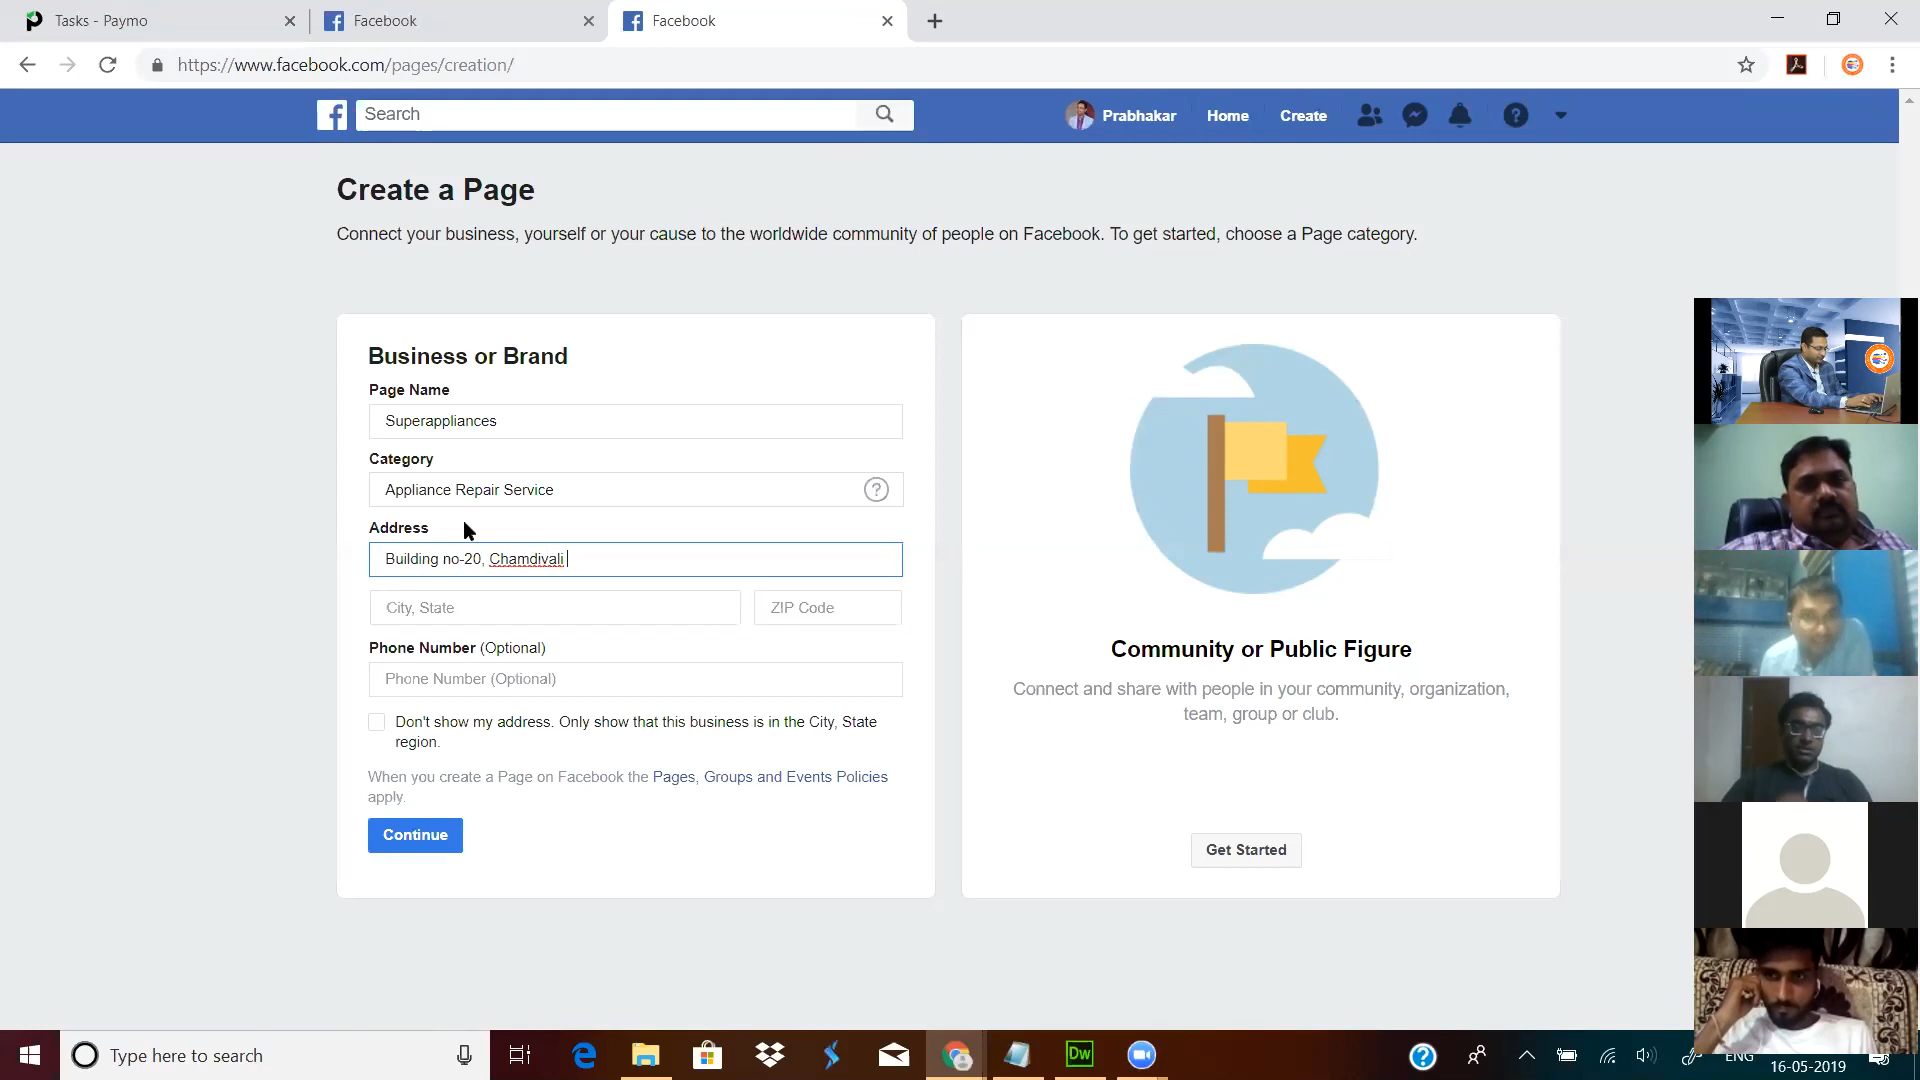 Tasks - Paymo
Facebook
Facebook
https://www.facebook.com/pages/creation/
Search
Prabhakar
Home
Create
Create a Page
Connect your business, yourself or your cause to the worldwide community of people on Facebook. To get started, choose a Page category.
Business or Brand
Page Name
Superappliances
Category
Appliance Repair Service
?
Address
Building no-20, Chamdivali
City, State
ZIP Code
Phone Number (Optional)
Phone Number (Optional)
Don't show my address. Only show that this business is in the City, State
region.
When you create a Page on Facebook the Pages, Groups and Events Policies
apply.
Continue
Community or Public Figure
Connect and share with people in your community, organization,
team, group or club.
Get Started
Type here to search
Dw
ENG
16-05-2019